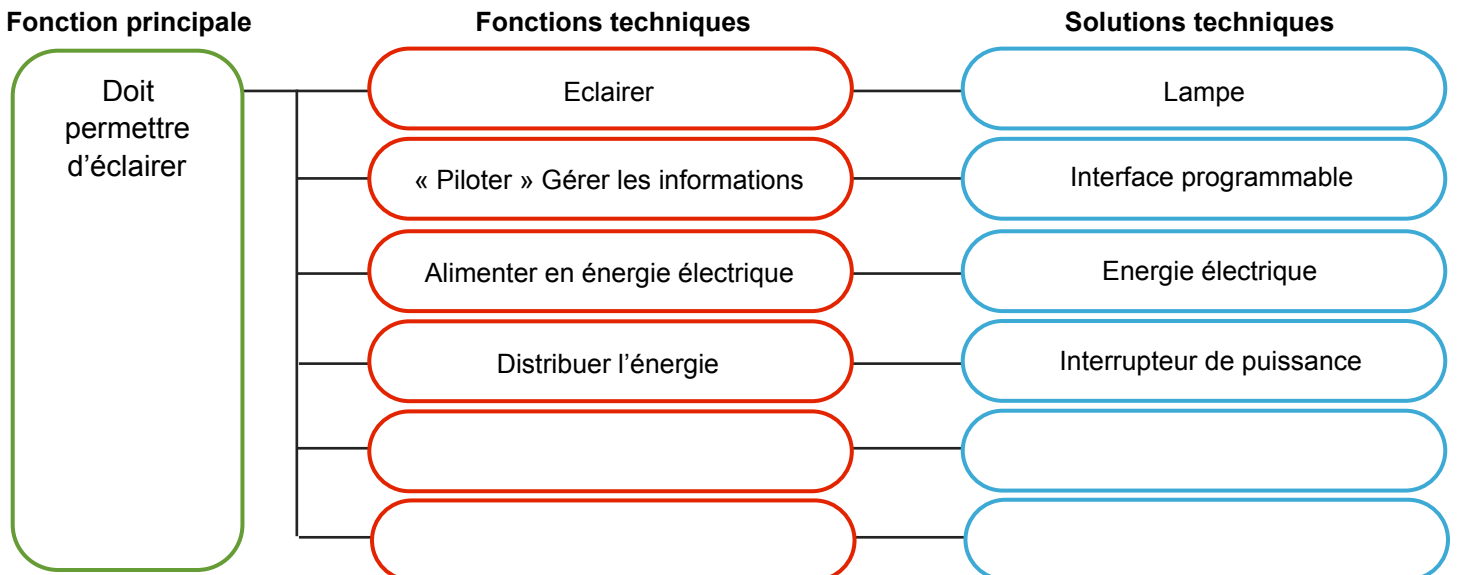 Fonction principale
Fonctions techniques
Solutions techniques
Doit
permettre
d’éclairer
Eclairer
Lampe
« Piloter » Gérer les informations
Interface programmable
Alimenter en énergie électrique
Energie électrique
Distribuer l’énergie
Interrupteur de puissance